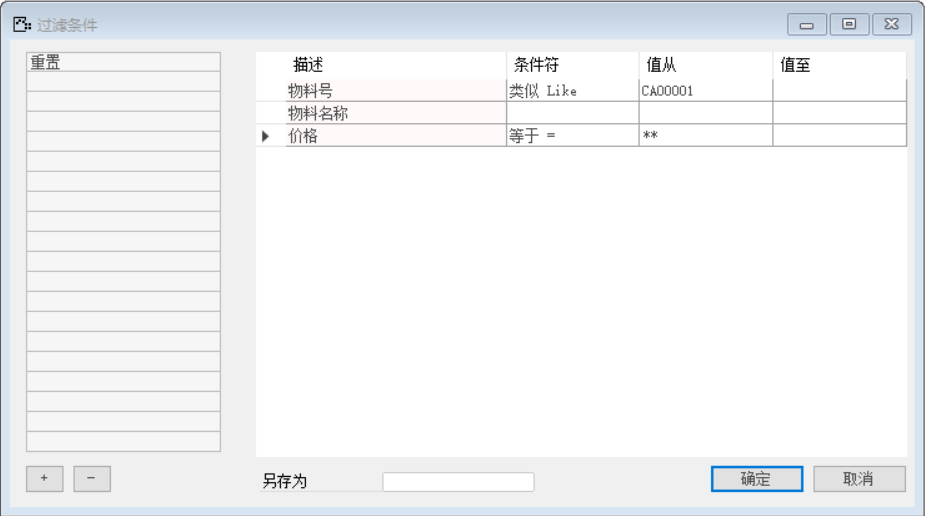 过滤条件
重置
描述 条件符 值从 值至
物料号 类似 Like CA00001
物料名称
价格 等于 = **
+ -
另存为 确定 取消